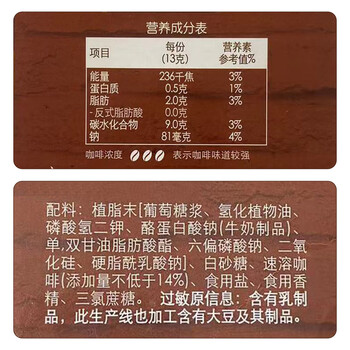 营养成分表
项目 每份 营养素
(13克) 参考值%
能量 236千焦 3%
蛋白质 0.5克 1%
脂肪 2.0克 3%
- 反式脂肪酸 0克
碳水化合物 9.0克 3%
钠 81毫克 4%
咖啡浓度 表示咖啡味道较强
配料：植脂末[葡萄糖浆、氢化植物油、
磷酸氢二钾、酪蛋白酸钠(牛奶制品)、
单,双甘油脂肪酸酯、六偏磷酸钠、二氧
化硅、硬脂酰乳酸钠]、白砂糖、速溶咖
啡(添加量不低于14%)、食用盐、食用香
精、三氯蔗糖。过敏原信息：含有乳制
品，此生产线也加工含有大豆及其制品。